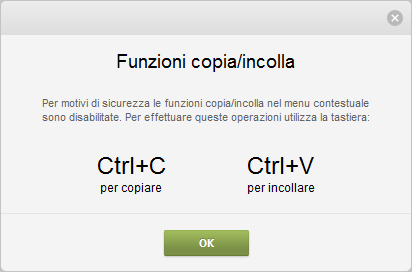 Funzioni copia/incolla
Per motivi di sicurezza le funzioni copia/incolla nel menu contestuale
sono disabilitate. Per effettuare queste operazioni utilizza la tastiera:
Ctrl+C Ctrl+V
per copiare per incollare
OK